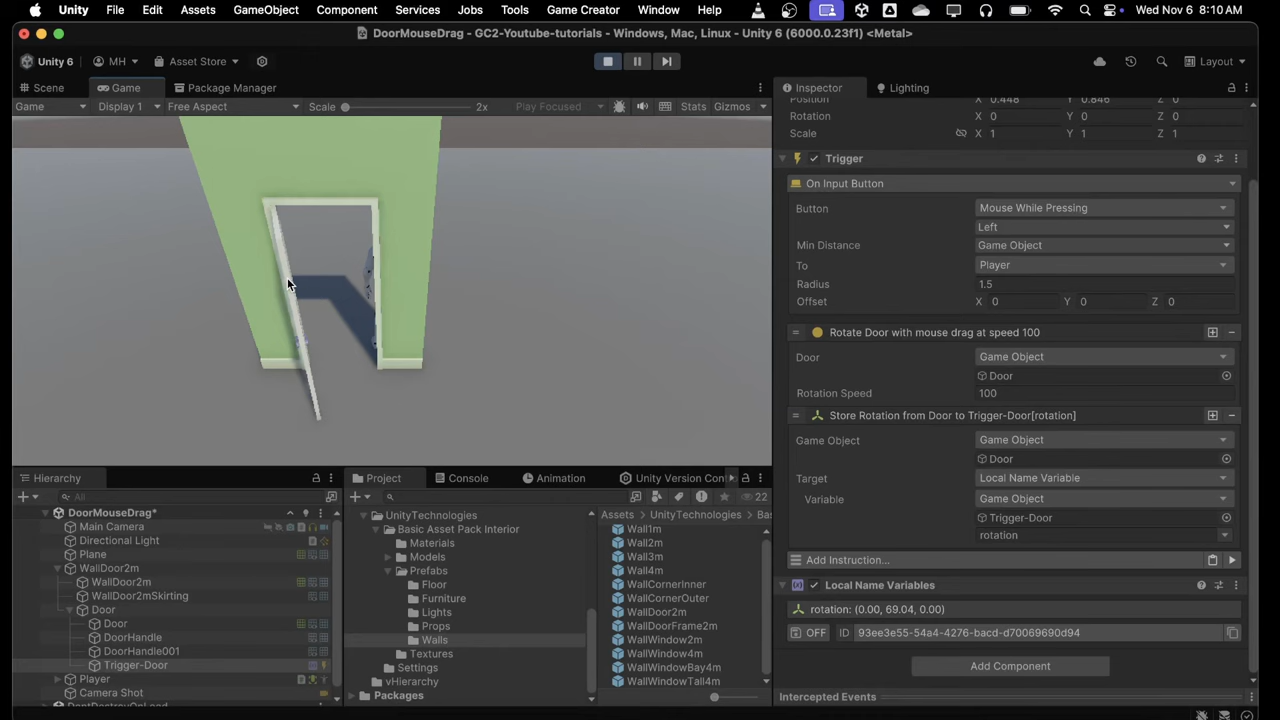 Unity File Edit Assets GameObject Component Services Jobs Tools Game Creator Window Help Wed Nov 6 8:10 AM
DoorMouseDrag - GC2-Youtube-tutorials - Windows, Mac, Linux - Unity 6 (6000.0.23f1) <Metal>
Unity 6 MH Asset Store Layout
Scene Game Package Manager Inspector Lighting
Game Display 1 Free Aspect Scale 2x Play Focused Stats Gizmos
Position X 0.448 Y 0.846 Z 0
Rotation X 0 Y 0 Z 0
Scale X 1 Y 1 Z 1
Trigger
On Input Button
Button Mouse While Pressing
Left
Min Distance Game Object
To Player
Radius 1.5
Offset X 0 Y 0 Z 0
Rotate Door with mouse drag at speed 100
Door Game Object
Door
Rotation Speed 100
Store Rotation from Door to Trigger-Door[rotation]
Game Object Game Object
Door
Target Local Name Variable
Variable Game Object
Trigger-Door
rotation
Add Instruction...
Local Name Variables
rotation: (0.00, 69.04, 0.00)
OFF ID 93ee3e55-54a4-4276-bacd-d70069690d94
Add Component
Intercepted Events
Hierarchy
All
DoorMouseDrag*
Main Camera
Directional Light
Plane
WallDoor2m
WallDoor2m
WallDoor2mSkirting
Door
Door
DoorHandle
DoorHandle001
Trigger-Door
Player
Camera Shot
DontDestroyOnLoad
Project Console Animation Unity Version Con
22
UnityTechnologies
Basic Asset Pack Interior
Materials
Models
Prefabs
Floor
Furniture
Lights
Props
Walls
Textures
Settings
vHierarchy
Packages
Assets UnityTechnologies Ba
Wall1m
Wall2m
Wall3m
Wall4m
WallCornerInner
WallCornerOuter
WallDoor2m
WallDoorFrame2m
WallWindow2m
WallWindow4m
WallWindowBay4m
WallWindowTall4m